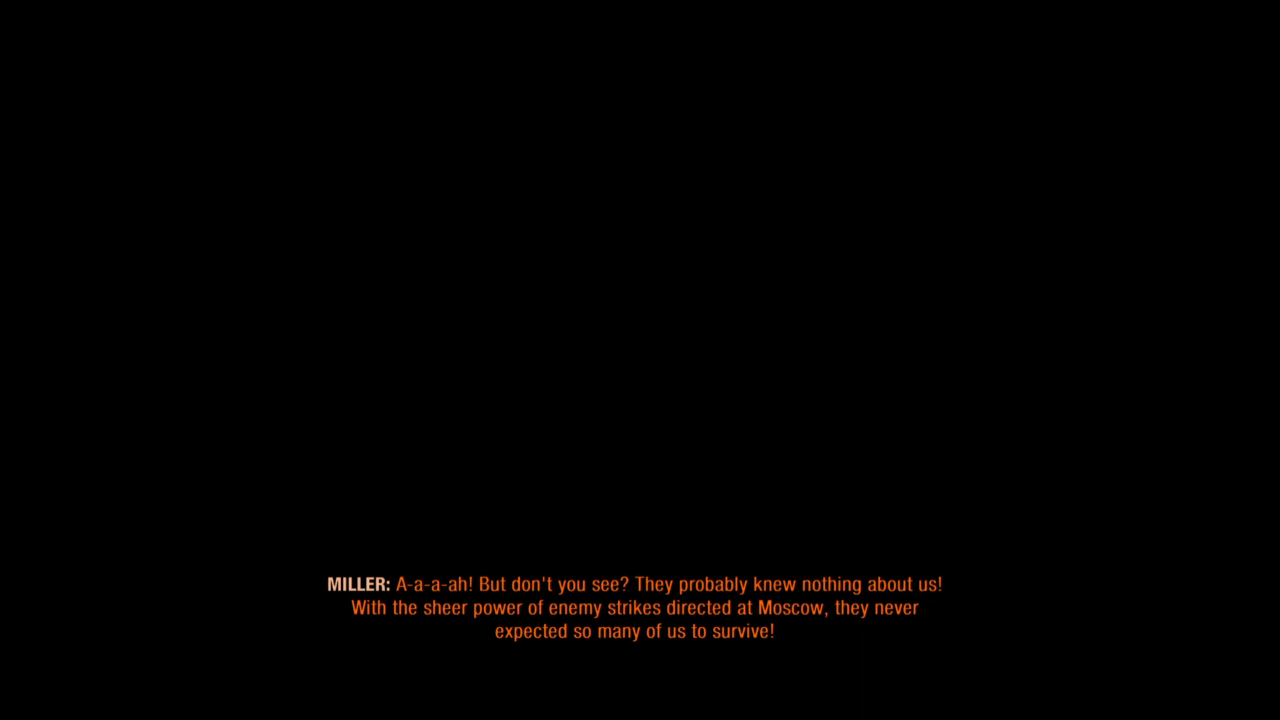 MILLER: A-a-a-ah! But don't you see? They probably knew nothing about us!
With the sheer power of enemy strikes directed at Moscow, they never
expected so many of us to survive!